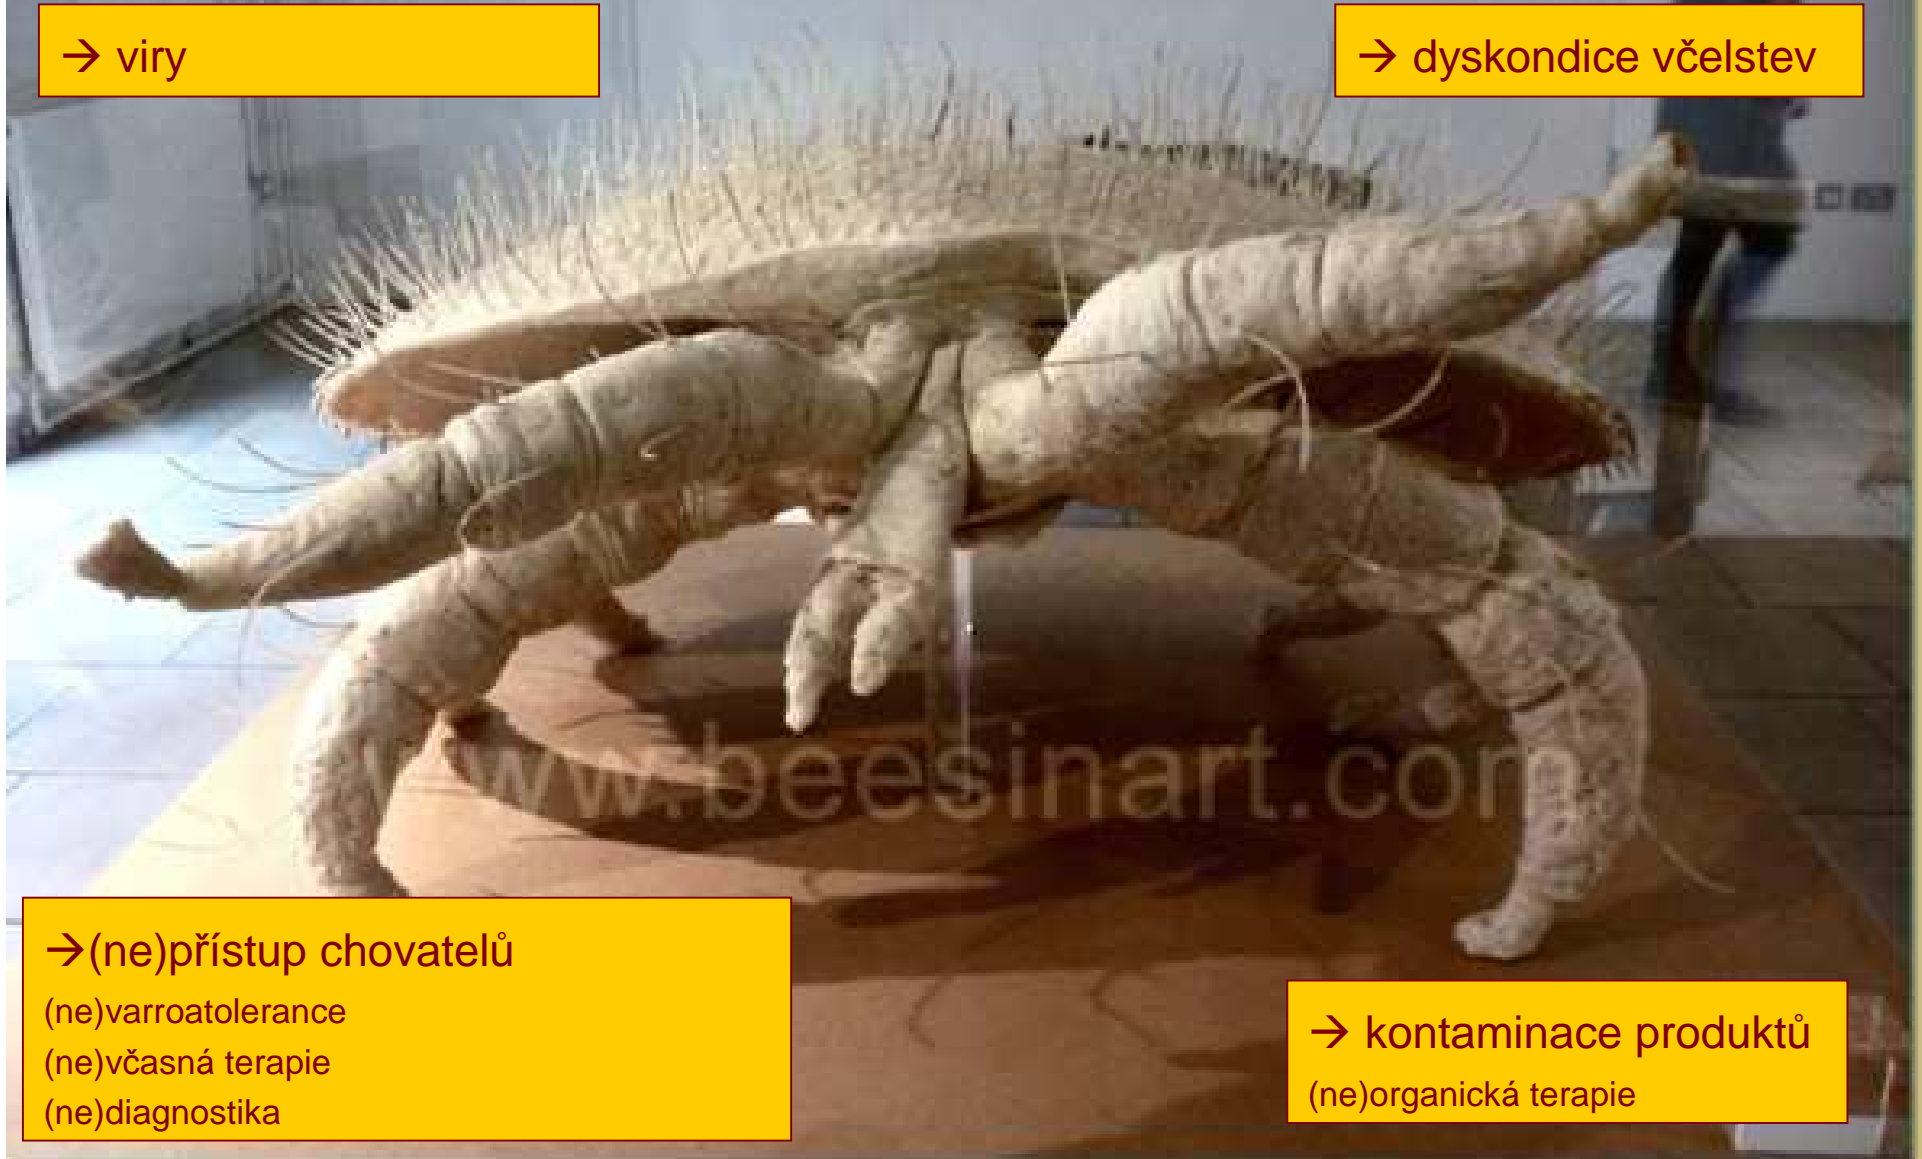 → viry
→ dyskondice včelstev
www.beesinart.com
→(ne)přístup chovatelů
(ne)varroatolerance
(ne)včasná terapie
(ne)diagnostika
→ kontaminace produktů
(ne)organická terapie